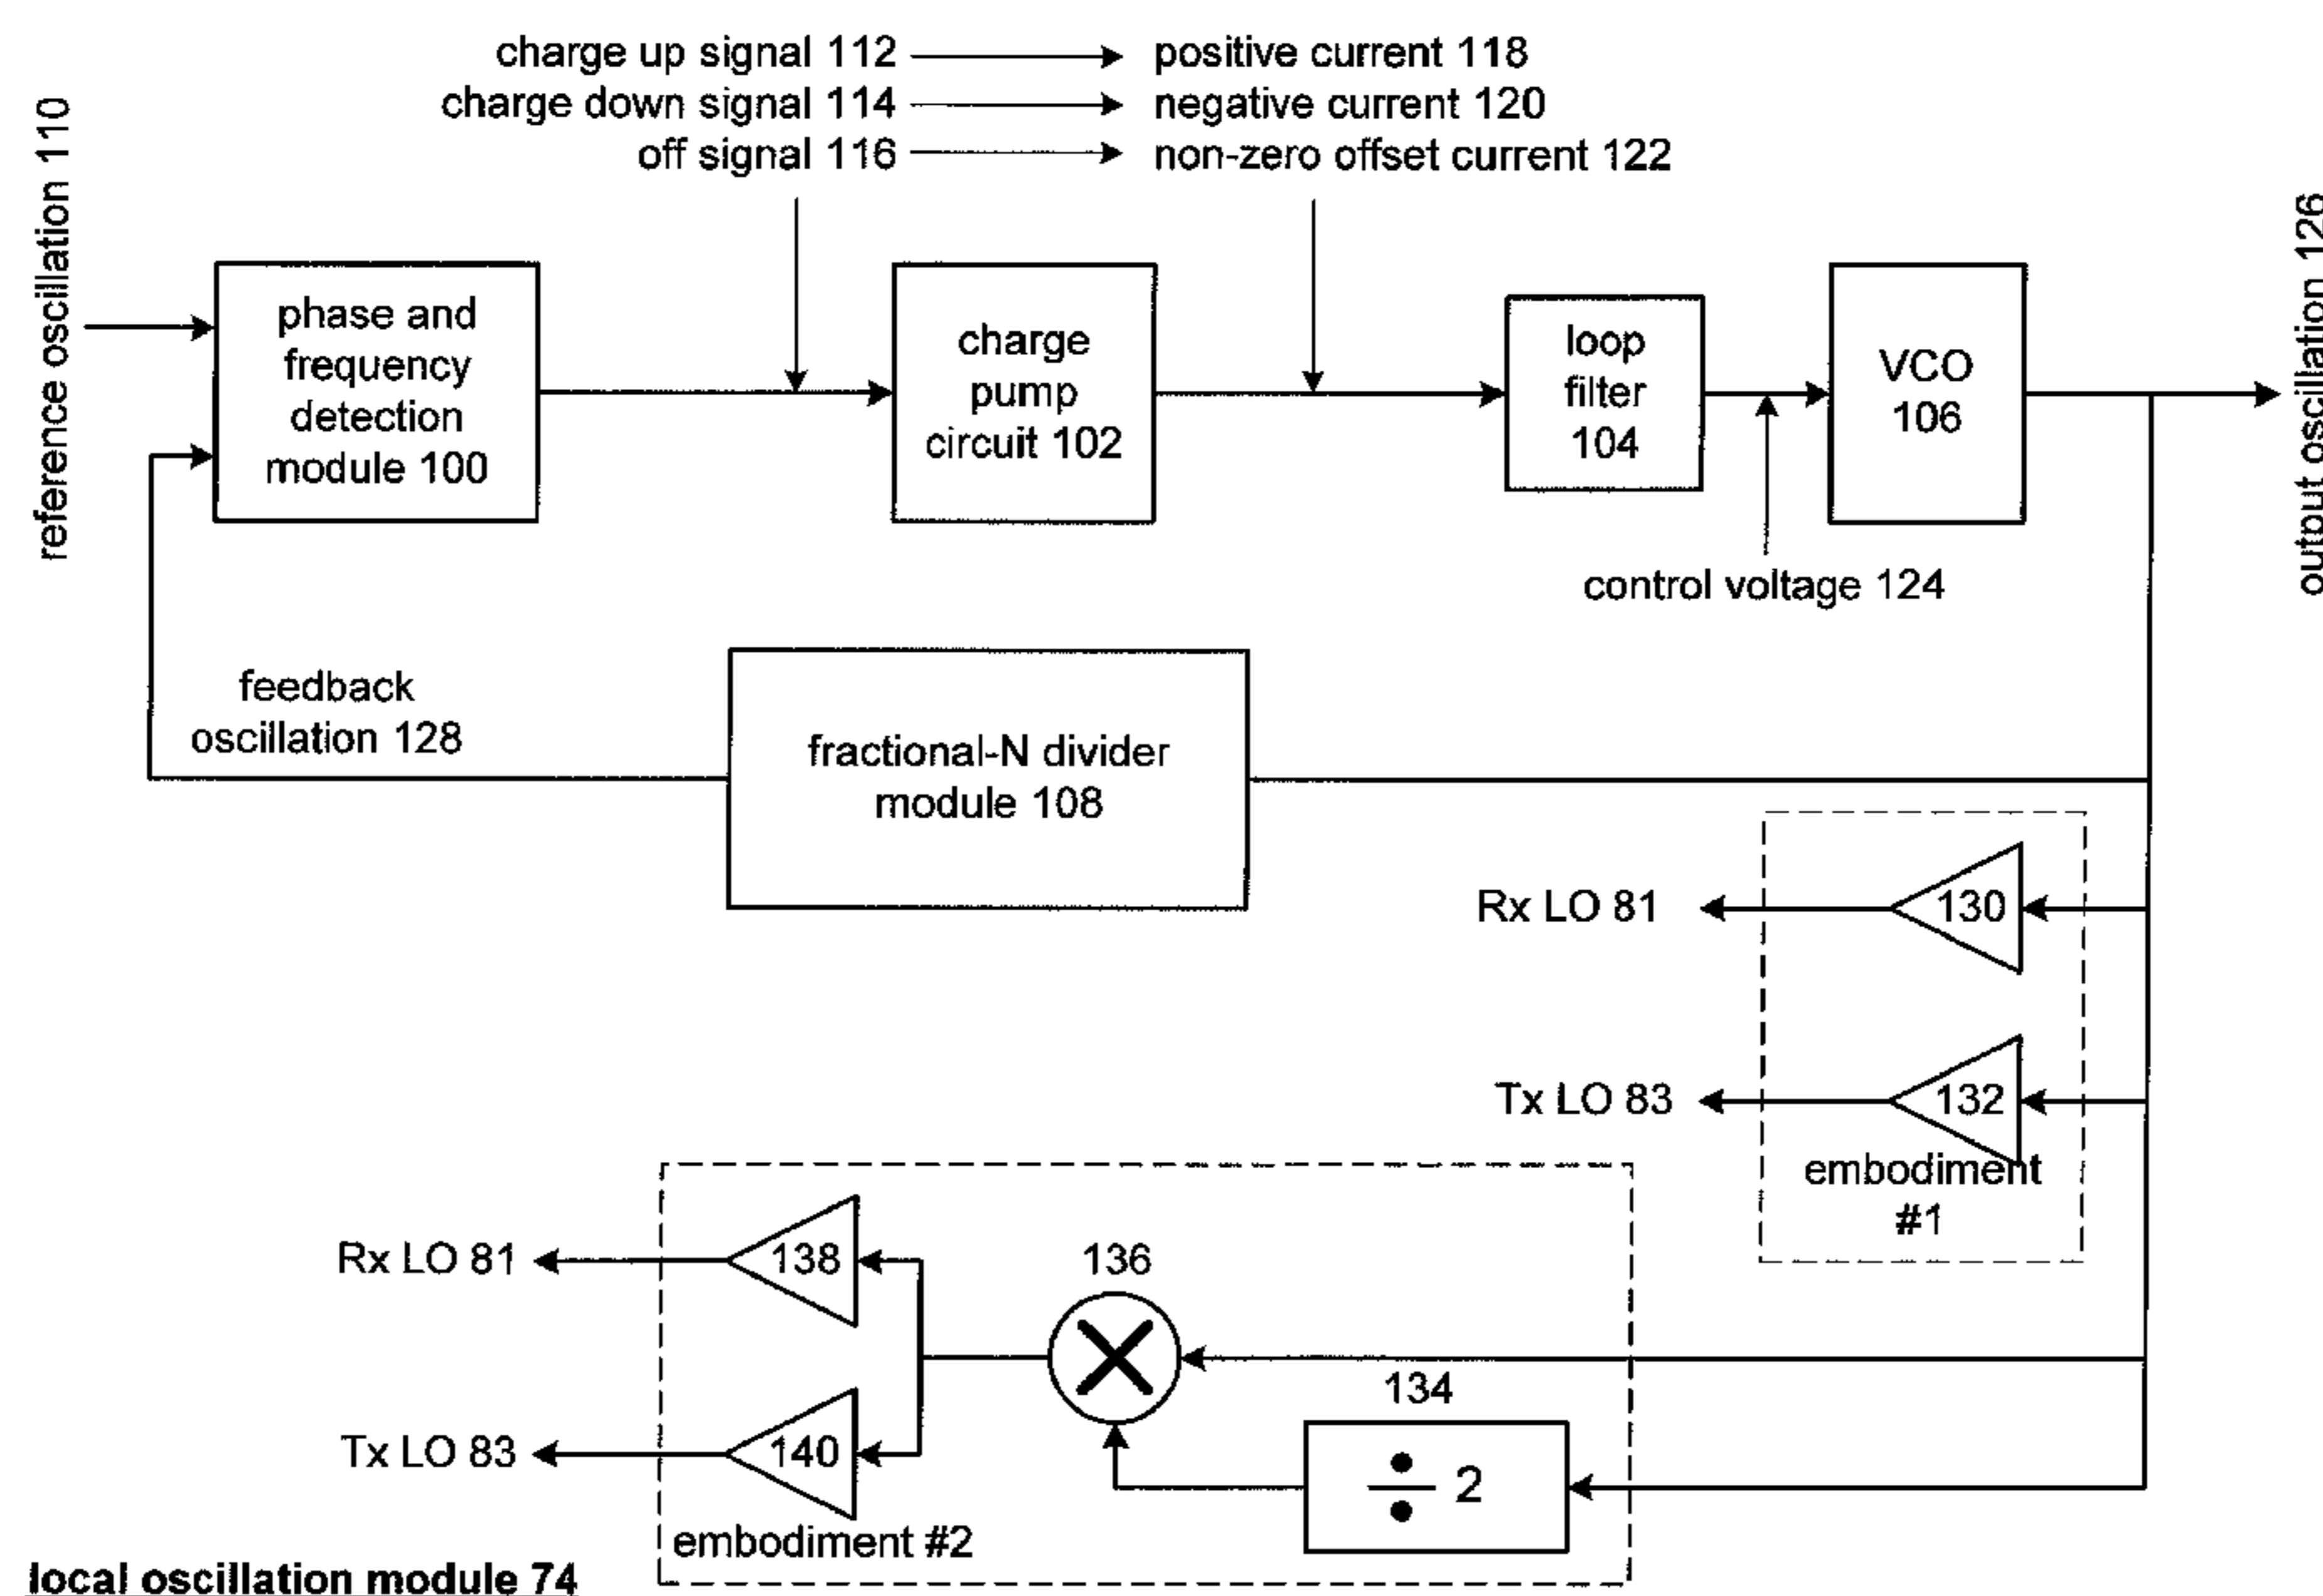 charge up signal 112
positive current 118
charge down signal 114
negative current 120
off signal 116
non-zero offset current 122
reference oscillation 110
output oscillation 126
phase and
frequency
detection
module 100
charge
pump
circuit 102
loop
filter
104
VCO
106
control voltage 124
feedback
oscillation 128
fractional-N divider
module 108
Rx LO 81
130
Tx LO 83
132
embodiment
#1
Rx LO 81
138
136
134
Tx LO 83
140
÷ 2
embodiment #2
local oscillation module 74